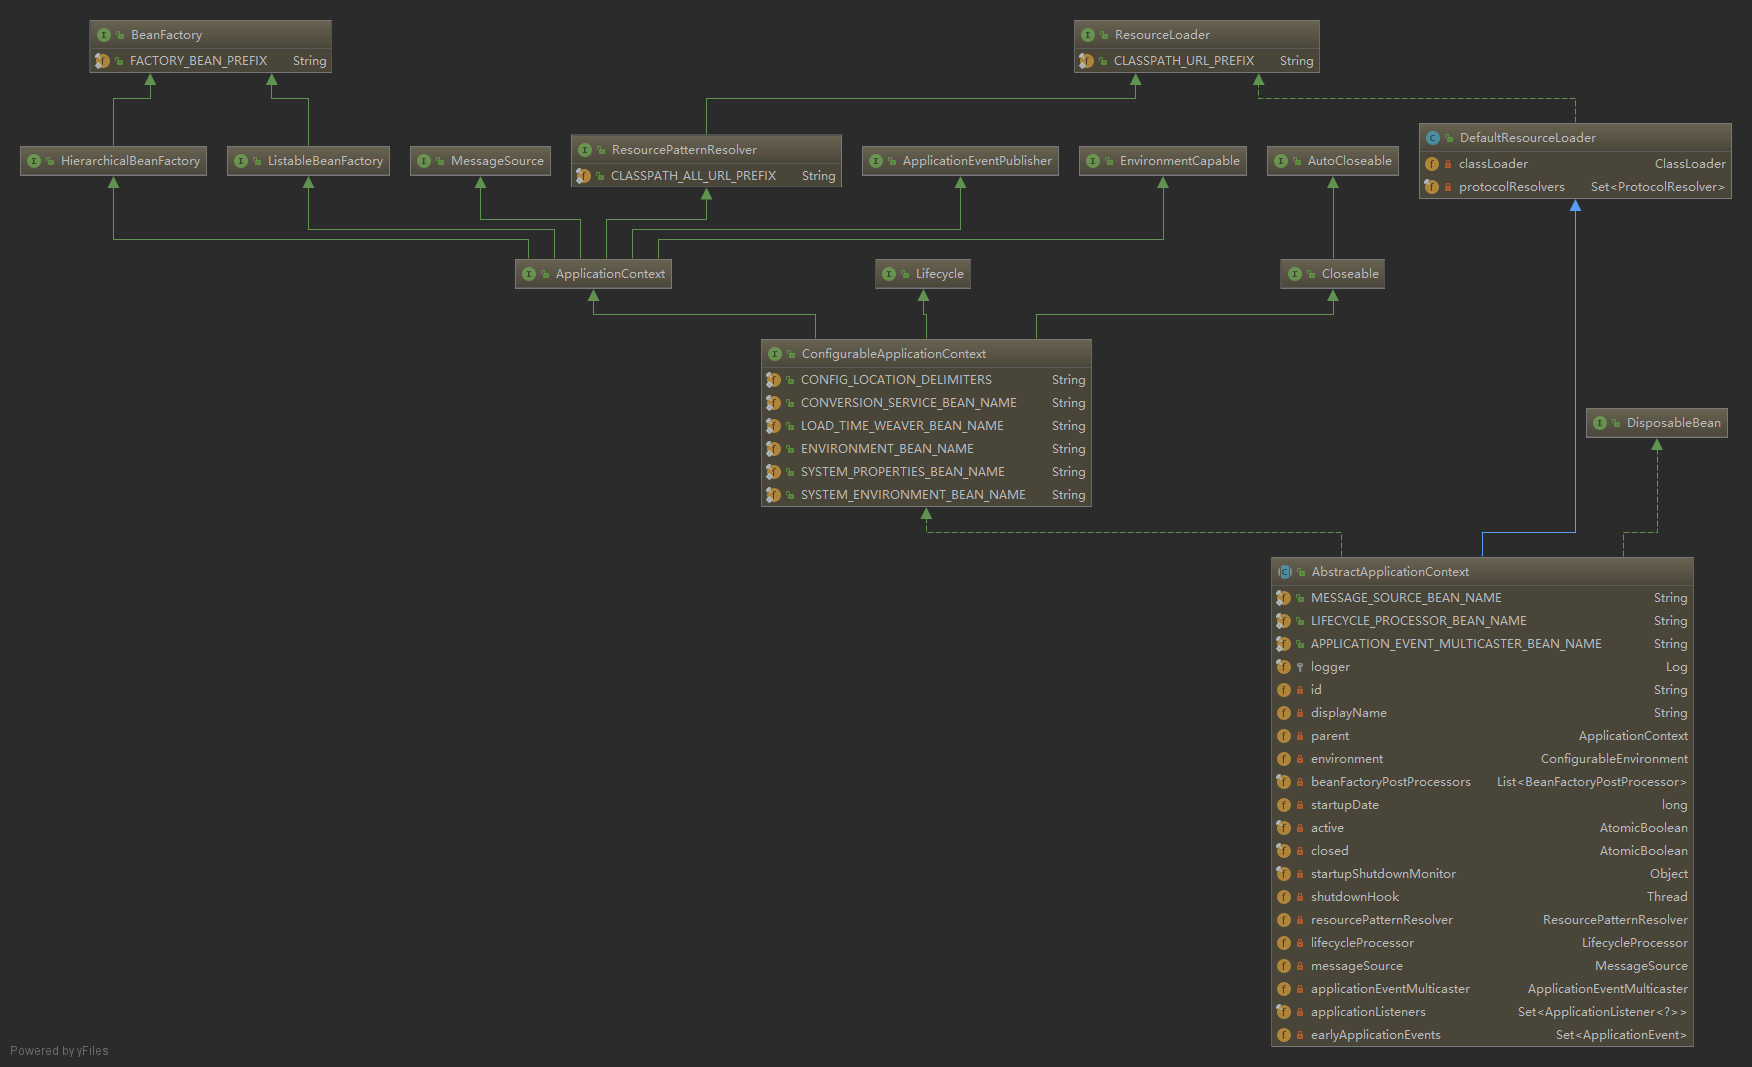 BeanFactory
FACTORY_BEAN_PREFIX String
ResourceLoader
CLASSPATH_URL_PREFIX String
HierarchicalBeanFactory
ListableBeanFactory
MessageSource
ResourcePatternResolver
CLASSPATH_ALL_URL_PREFIX String
ApplicationEventPublisher
EnvironmentCapable
AutoCloseable
DefaultResourceLoader
classLoader ClassLoader
protocolResolvers Set<ProtocolResolver>
ApplicationContext
Lifecycle
Closeable
ConfigurableApplicationContext
CONFIG_LOCATION_DELIMITERS String
CONVERSION_SERVICE_BEAN_NAME String
LOAD_TIME_WEAVER_BEAN_NAME String
ENVIRONMENT_BEAN_NAME String
SYSTEM_PROPERTIES_BEAN_NAME String
SYSTEM_ENVIRONMENT_BEAN_NAME String
DisposableBean
AbstractApplicationContext
MESSAGE_SOURCE_BEAN_NAME String
LIFECYCLE_PROCESSOR_BEAN_NAME String
APPLICATION_EVENT_MULTICASTER_BEAN_NAME String
logger Log
id String
displayName String
parent ApplicationContext
environment ConfigurableEnvironment
beanFactoryPostProcessors List<BeanFactoryPostProcessor>
startupDate long
active AtomicBoolean
closed AtomicBoolean
startupShutdownMonitor Object
shutdownHook Thread
resourcePatternResolver ResourcePatternResolver
lifecycleProcessor LifecycleProcessor
messageSource MessageSource
applicationEventMulticaster ApplicationEventMulticaster
applicationListeners Set<ApplicationListener<?>>
earlyApplicationEvents Set<ApplicationEvent>
Powered by yFiles